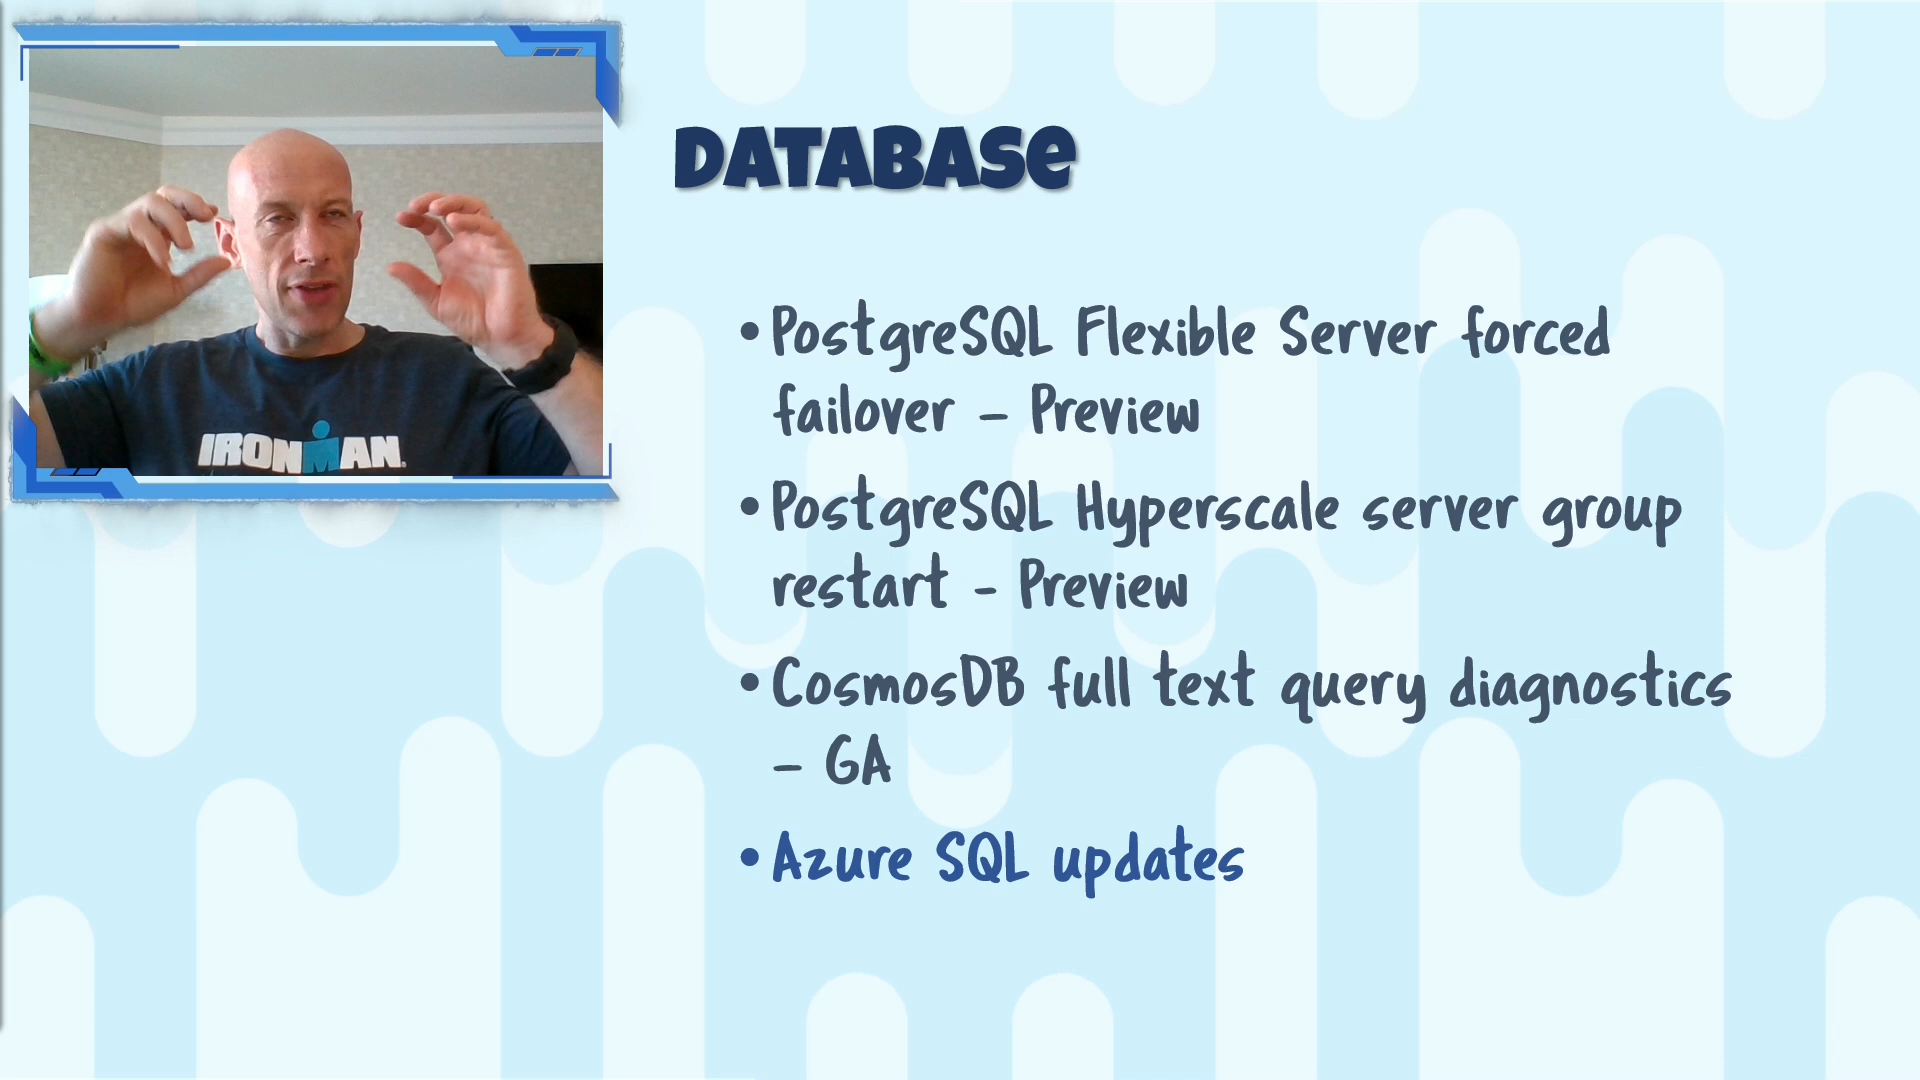 DATABASE
• PostgreSQL Flexible Server forced
failover – Preview
• PostgreSQL Hyperscale server group
restart - Preview
• CosmosDB full text query diagnostics
– GA
• Azure SQL updates
IRONMAN